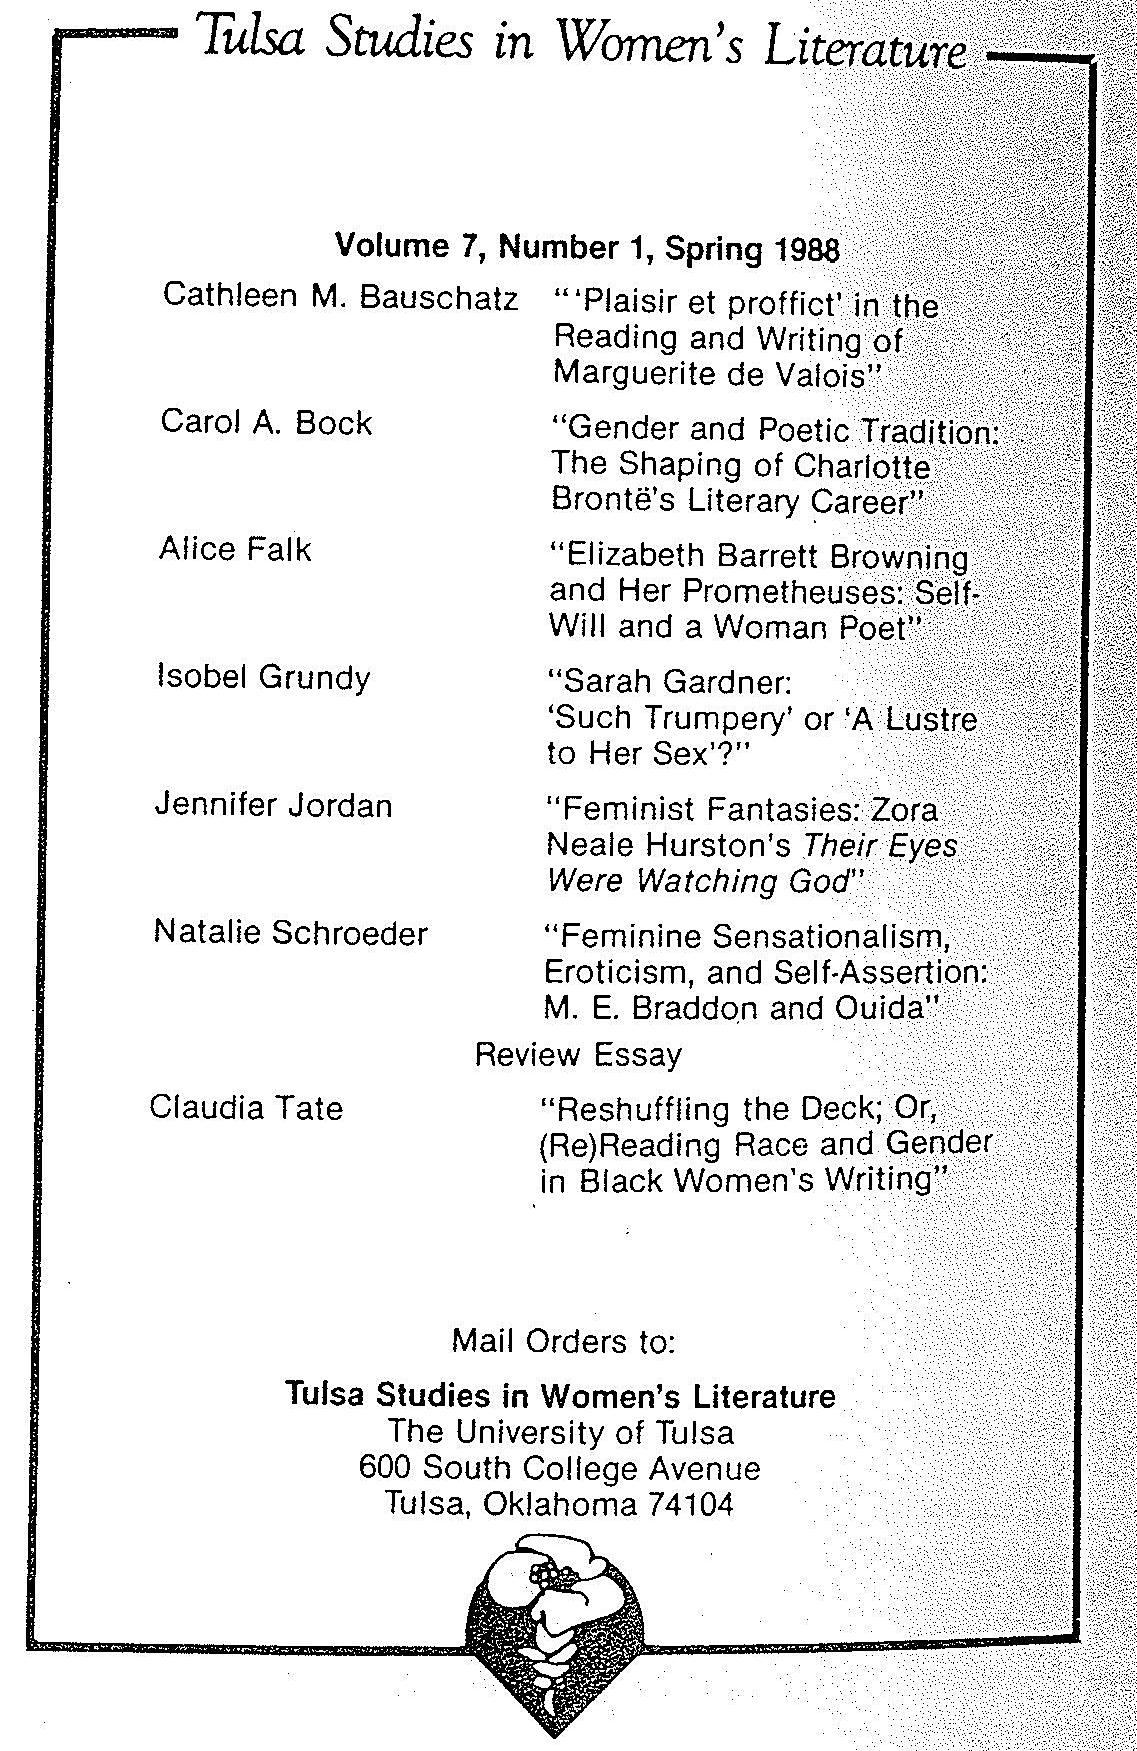 Tulsa Studies in Women's Literature
Volume 7, Number 1, Spring 1988
Cathleen M. Bauschatz “‘Plaisir et proffict’ in the
Reading and Writing of
Marguerite de Valois”
Carol A. Bock “Gender and Poetic Tradition:
The Shaping of Charlotte
Brontë's Literary Career”
Alice Falk “Elizabeth Barrett Browning
and Her Prometheuses: Self-
Will and a Woman Poet”
Isobel Grundy “Sarah Gardner:
‘Such Trumpery’ or ‘A Lustre
to Her Sex’?”
Jennifer Jordan “Feminist Fantasies: Zora
Neale Hurston's Their Eyes
Were Watching God”
Natalie Schroeder “Feminine Sensationalism,
Eroticism, and Self-Assertion:
M. E. Braddon and Ouida”
Review Essay
Claudia Tate “Reshuffling the Deck; Or,
(Re)Reading Race and Gender
in Black Women's Writing”
Mail Orders to:
Tulsa Studies in Women's Literature
The University of Tulsa
600 South College Avenue
Tulsa, Oklahoma 74104